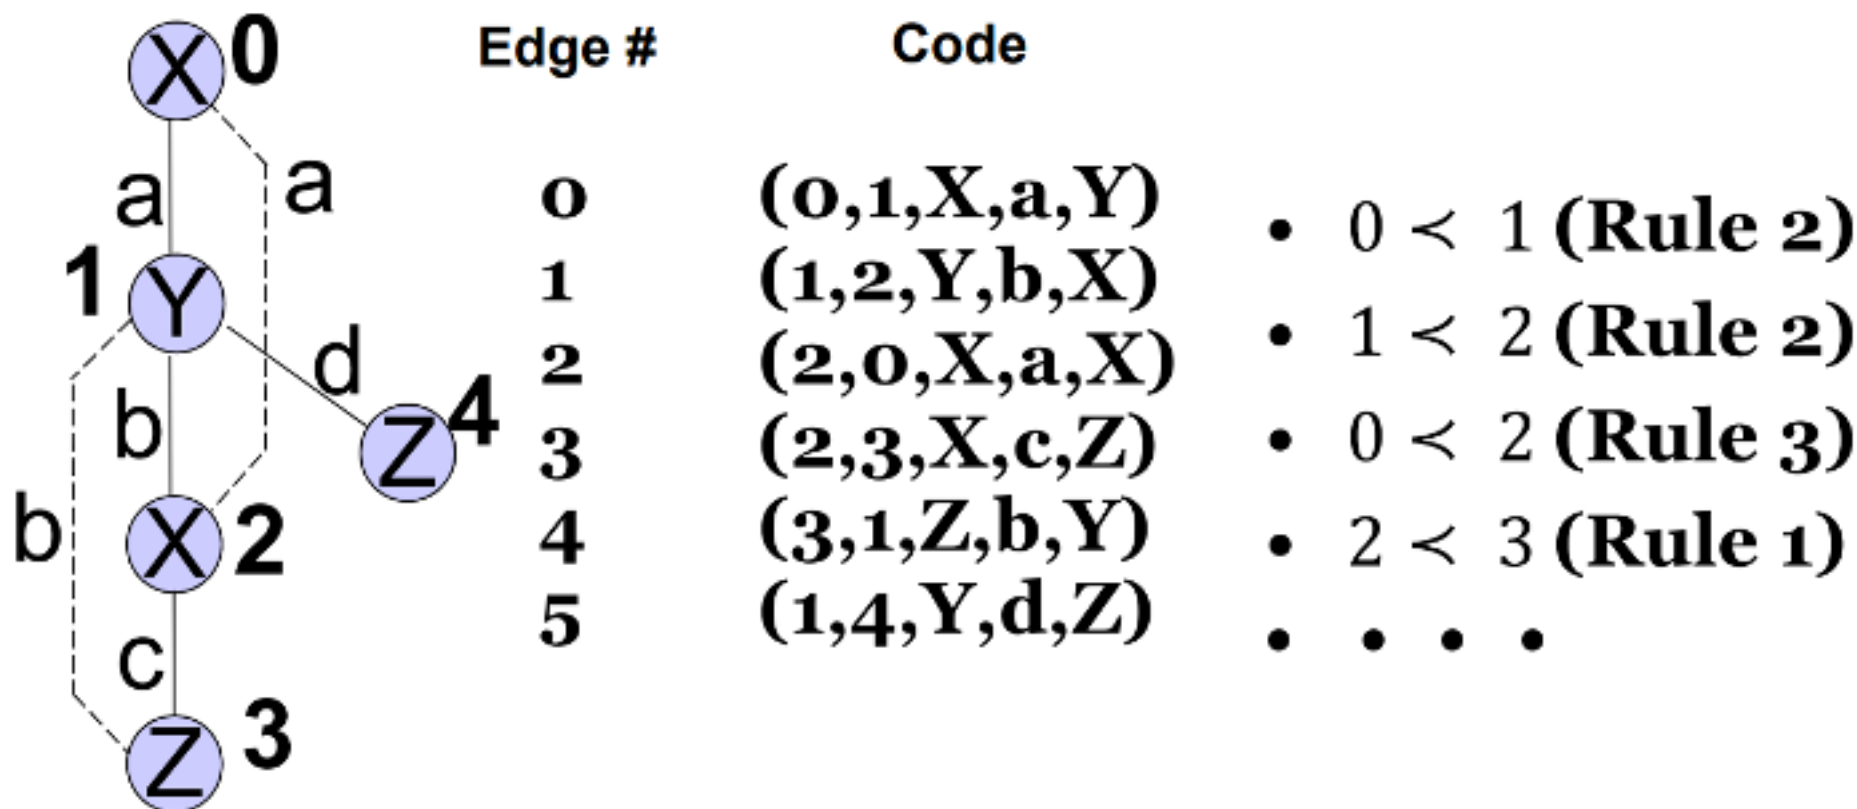 X 0
Edge #
Code
a
a
0 (0,1,X,a,Y)
1 (1,2,Y,b,X)
2 (2,0,X,a,X)
3 (2,3,X,c,Z)
4 (3,1,Z,b,Y)
5 (1,4,Y,d,Z)
• 0 ≺ 1 (Rule 2)
• 1 ≺ 2 (Rule 2)
• 0 ≺ 2 (Rule 3)
• 2 ≺ 3 (Rule 1)
• • • •
1 Y
d
b
Z 4
b
X 2
c
Z 3